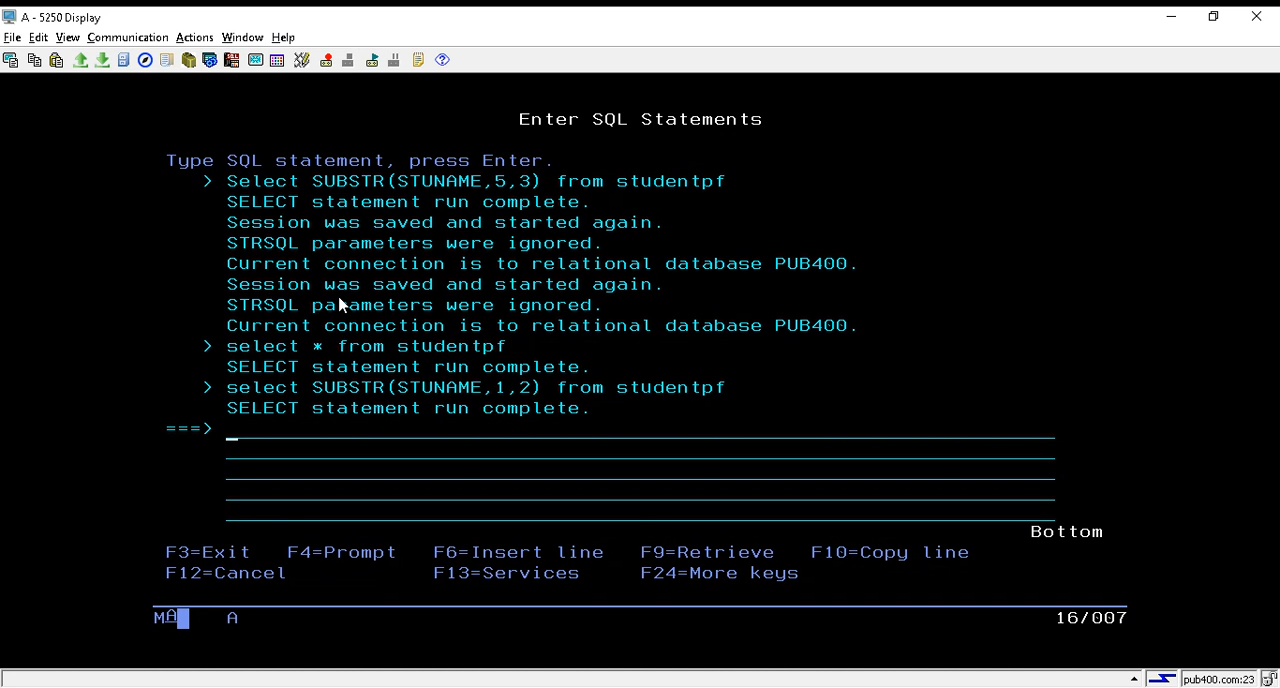 A - 5250 Display
File Edit View Communication Actions Window Help
Enter SQL Statements
Type SQL statement, press Enter.
> Select SUBSTR(STUNAME,5,3) from studentpf
SELECT statement run complete.
Session was saved and started again.
STRSQL parameters were ignored.
Current connection is to relational database PUB400.
Session was saved and started again.
STRSQL parameters were ignored.
Current connection is to relational database PUB400.
> select * from studentpf
SELECT statement run complete.
> select SUBSTR(STUNAME,1,2) from studentpf
SELECT statement run complete.
===> _
Bottom
F3=Exit F4=Prompt F6=Insert line F9=Retrieve F10=Copy line
F12=Cancel F13=Services F24=More keys
MA A 16/007
pub400.com:23